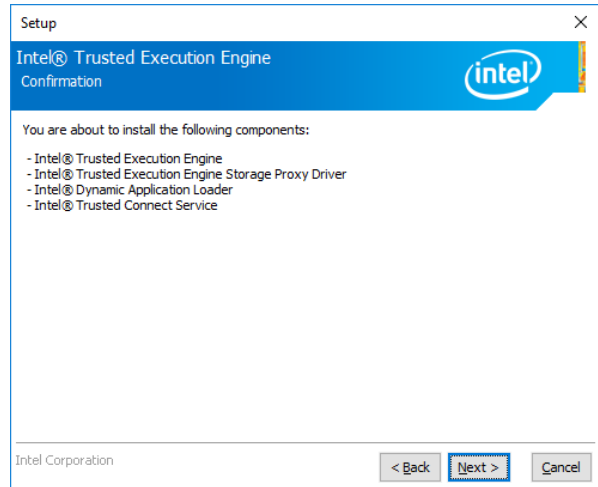 Setup
Intel® Trusted Execution Engine
Confirmation
intel
You are about to install the following components:
- Intel® Trusted Execution Engine
- Intel® Trusted Execution Engine Storage Proxy Driver
- Intel® Dynamic Application Loader
- Intel® Trusted Connect Service
Intel Corporation
< Back Next > Cancel